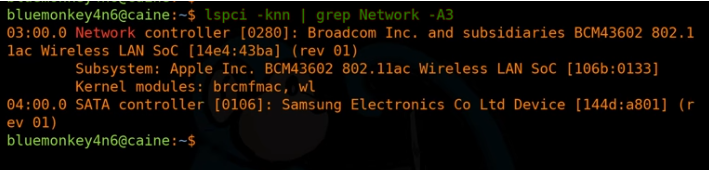 bluemonkey4n6@caine:~$ lspci -knn | grep Network -A3
03:00.0 Network controller [0280]: Broadcom Inc. and subsidiaries BCM43602 802.1
1ac Wireless LAN SoC [14e4:43ba] (rev 01)
Subsystem: Apple Inc. BCM43602 802.11ac Wireless LAN SoC [106b:0133]
Kernel modules: brcmfmac, wl
04:00.0 SATA controller [0106]: Samsung Electronics Co Ltd Device [144d:a801] (r
ev 01)
bluemonkey4n6@caine:~$